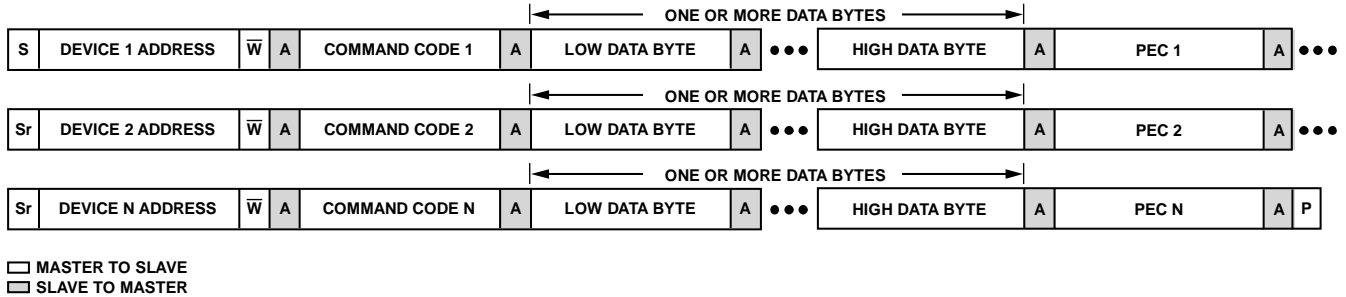 ONE OR MORE DATA BYTES
S DEVICE 1 ADDRESS W̅ A COMMAND CODE 1 A LOW DATA BYTE A ••• HIGH DATA BYTE A PEC 1 A •••
ONE OR MORE DATA BYTES
Sr DEVICE 2 ADDRESS W̅ A COMMAND CODE 2 A LOW DATA BYTE A ••• HIGH DATA BYTE A PEC 2 A •••
ONE OR MORE DATA BYTES
Sr DEVICE N ADDRESS W̅ A COMMAND CODE N A LOW DATA BYTE A ••• HIGH DATA BYTE A PEC N A P
MASTER TO SLAVE
SLAVE TO MASTER